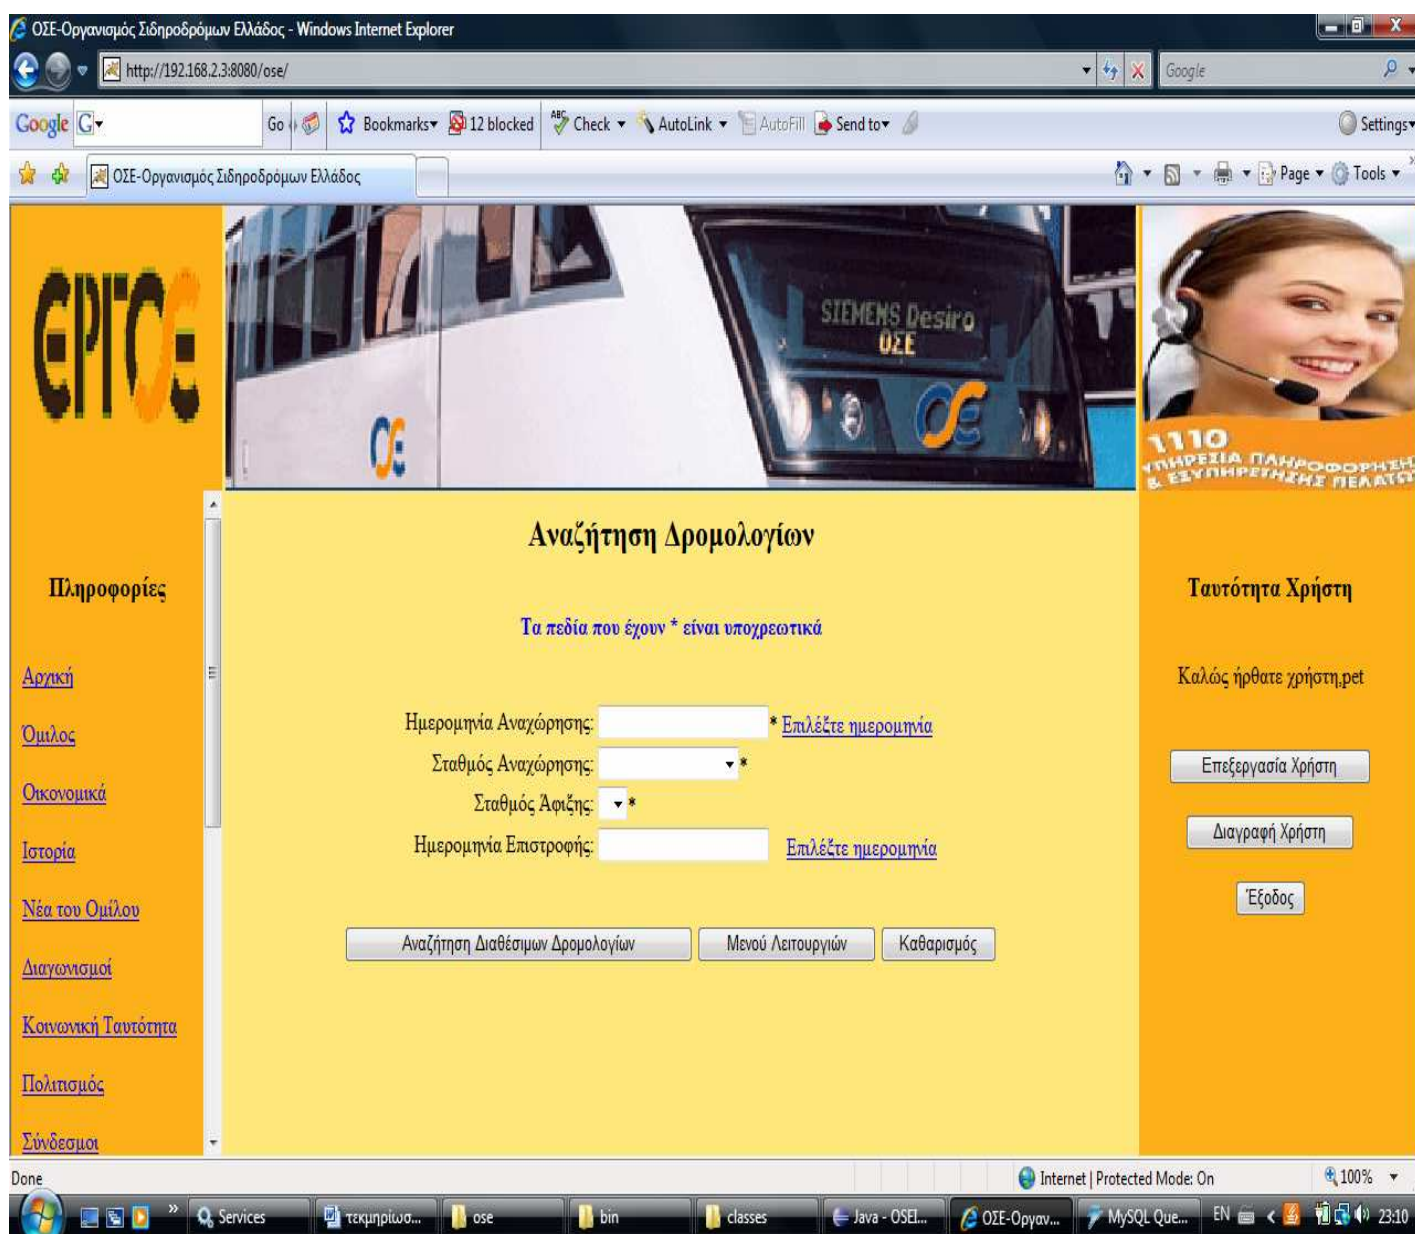 ΟΣΕ-Οργανισμός Σιδηροδρόμων Ελλάδος - Windows Internet Explorer
http://192.168.2.3:8080/ose/
Google
Google G
Go
Bookmarks
12 blocked
ABC Check
AutoLink
AutoFill
Send to
Settings
ΟΣΕ-Οργανισμός Σιδηροδρόμων Ελλάδος
Page
Tools
ΕΡΓΟΣΕ
SIEMENS Desiro
ΟΣΕ
ΟΣΕ
ΟΣΕ
1110
ΥΠΗΡΕΣΙΑ ΠΛΗΡΟΦΟΡΗΣΗΣ
& ΕΞΥΠΗΡΕΤΗΣΗΣ ΠΕΛΑΤΩΝ
Πληροφορίες
Αρχική
Όμιλος
Οικονομικά
Ιστορία
Νέα του Ομίλου
Διαγωνισμοί
Κοινωνική Ταυτότητα
Πολιτισμός
Σύνδεσμοι
Αναζήτηση Δρομολογίων
Τα πεδία που έχουν * είναι υποχρεωτικά
Ημερομηνία Αναχώρησης: * Επιλέξτε ημερομηνία
Σταθμός Αναχώρησης: *
Σταθμός Άφιξης: *
Ημερομηνία Επιστροφής: Επιλέξτε ημερομηνία
Αναζήτηση Διαθέσιμων Δρομολογίων
Μενού Λειτουργιών
Καθαρισμός
Ταυτότητα Χρήστη
Καλώς ήρθατε χρήστη,pet
Επεξεργασία Χρήστη
Διαγραφή Χρήστη
Έξοδος
Done
Internet | Protected Mode: On
100%
Services
τεκμηρίωσ...
ose
bin
classes
Java - OSEI...
ΟΣΕ-Οργαν...
MySQL Que...
EN
23:10